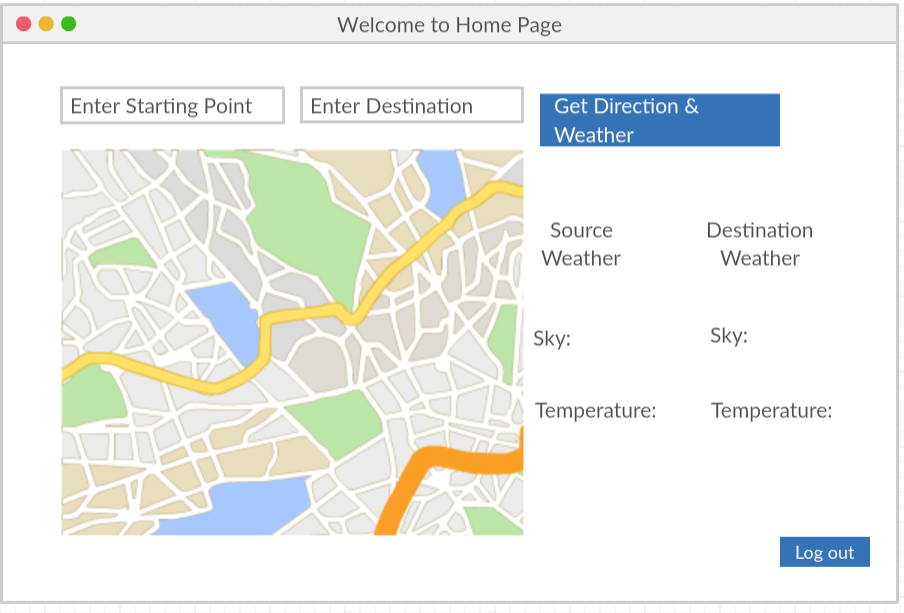 Welcome to Home Page
Enter Starting Point
Enter Destination
Get Direction &
Weather
Source
Weather
Destination
Weather
Sky:
Sky:
Temperature:
Temperature:
Log out